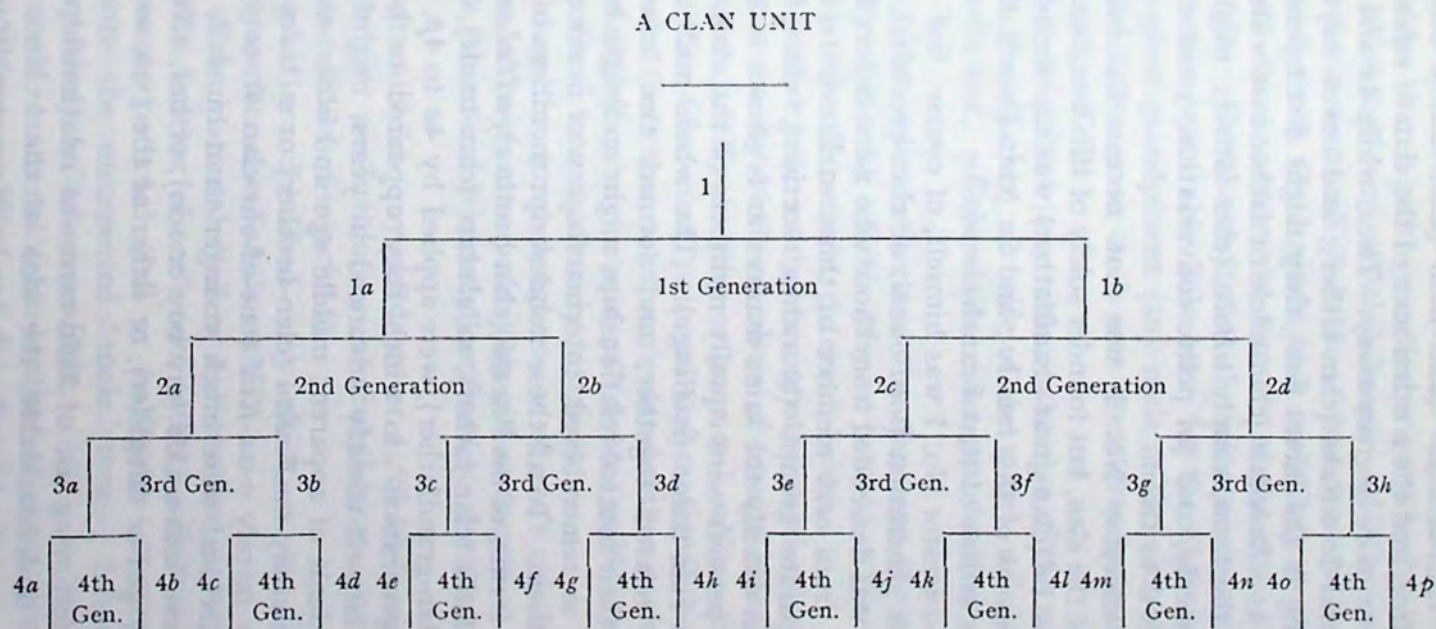 A CLAN UNIT
1
1a 1st Generation 1b
2a 2nd Generation 2b 2c 2nd Generation 2d
3a 3rd Gen. 3b 3c 3rd Gen. 3d 3e 3rd Gen. 3f 3g 3rd Gen. 3h
4a 4th Gen. 4b 4c 4th Gen. 4d 4e 4th Gen. 4f 4g 4th Gen. 4h 4i 4th Gen. 4j 4k 4th Gen. 4l 4m 4th Gen. 4n 4o 4th Gen. 4p